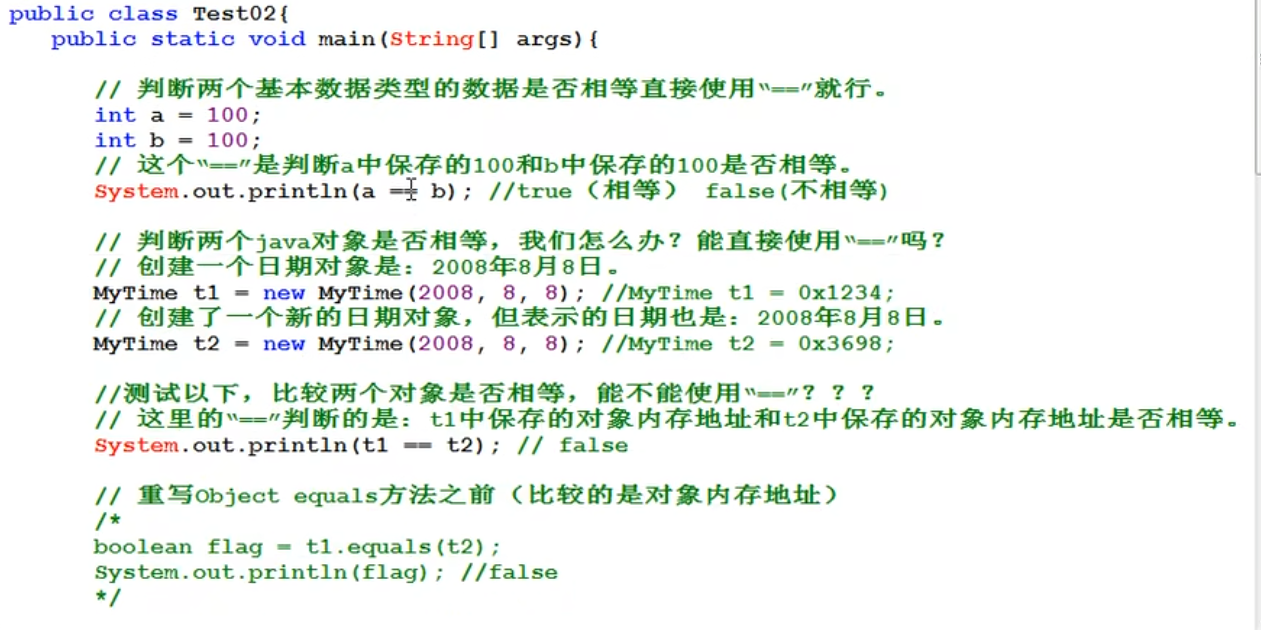 public class Test02{
public static void main(String[] args){
// 判断两个基本数据类型的数据是否相等直接使用“==”就行。
int a = 100;
int b = 100;
// 这个“==”是判断a中保存的100和b中保存的100是否相等。
System.out.println(a == b); //true（相等） false(不相等)
// 判断两个java对象是否相等，我们怎么办？能直接使用“==”吗？
// 创建一个日期对象是：2008年8月8日。
MyTime t1 = new MyTime(2008, 8, 8); //MyTime t1 = 0x1234;
// 创建了一个新的日期对象，但表示的日期也是：2008年8月8日。
MyTime t2 = new MyTime(2008, 8, 8); //MyTime t2 = 0x3698;
//测试以下，比较两个对象是否相等，能不能使用“==”？？？
// 这里的“==”判断的是：t1中保存的对象内存地址和t2中保存的对象内存地址是否相等。
System.out.println(t1 == t2); // false
// 重写Object equals方法之前（比较的是对象内存地址）
/*
boolean flag = t1.equals(t2);
System.out.println(flag); //false
*/